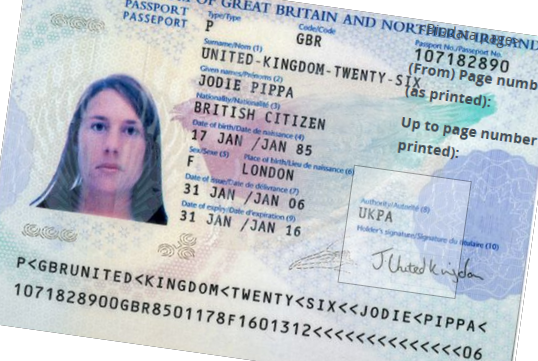 OF GREAT BRITAIN AND NORTHERN IRELAND
PASSPORT
PASSEPORT
Type/Type
P
Code/Code
GBR
Passport No./Passeport No.
107182890
Surname/Nom (1)
UNITED-KINGDOM-TWENTY-SIX
(From) Page numb
(as printed):
Given names/Prénoms (2)
JODIE PIPPA
Nationality/Nationalité (3)
BRITISH CITIZEN
Up to page number
printed):
Date of birth/Date de naissance (4)
17 JAN /JAN 85
Sex/Sexe (5)
F
Place of birth/Lieu de naissance (6)
LONDON
Date of issue/Date de délivrance (7)
31 JAN /JAN 06
Authority/Autorité (8)
UKPA
Date of expiry/Date d'expiration (9)
31 JAN /JAN 16
Holder's signature/Signature du titulaire (10)
J United Kingdom
P<GBRUNITED<KINGDOM<TWENTY<SIX<<JODIE<PIPPA<
1071828900GBR8501178F1601312<<<<<<<<<<<<<<06